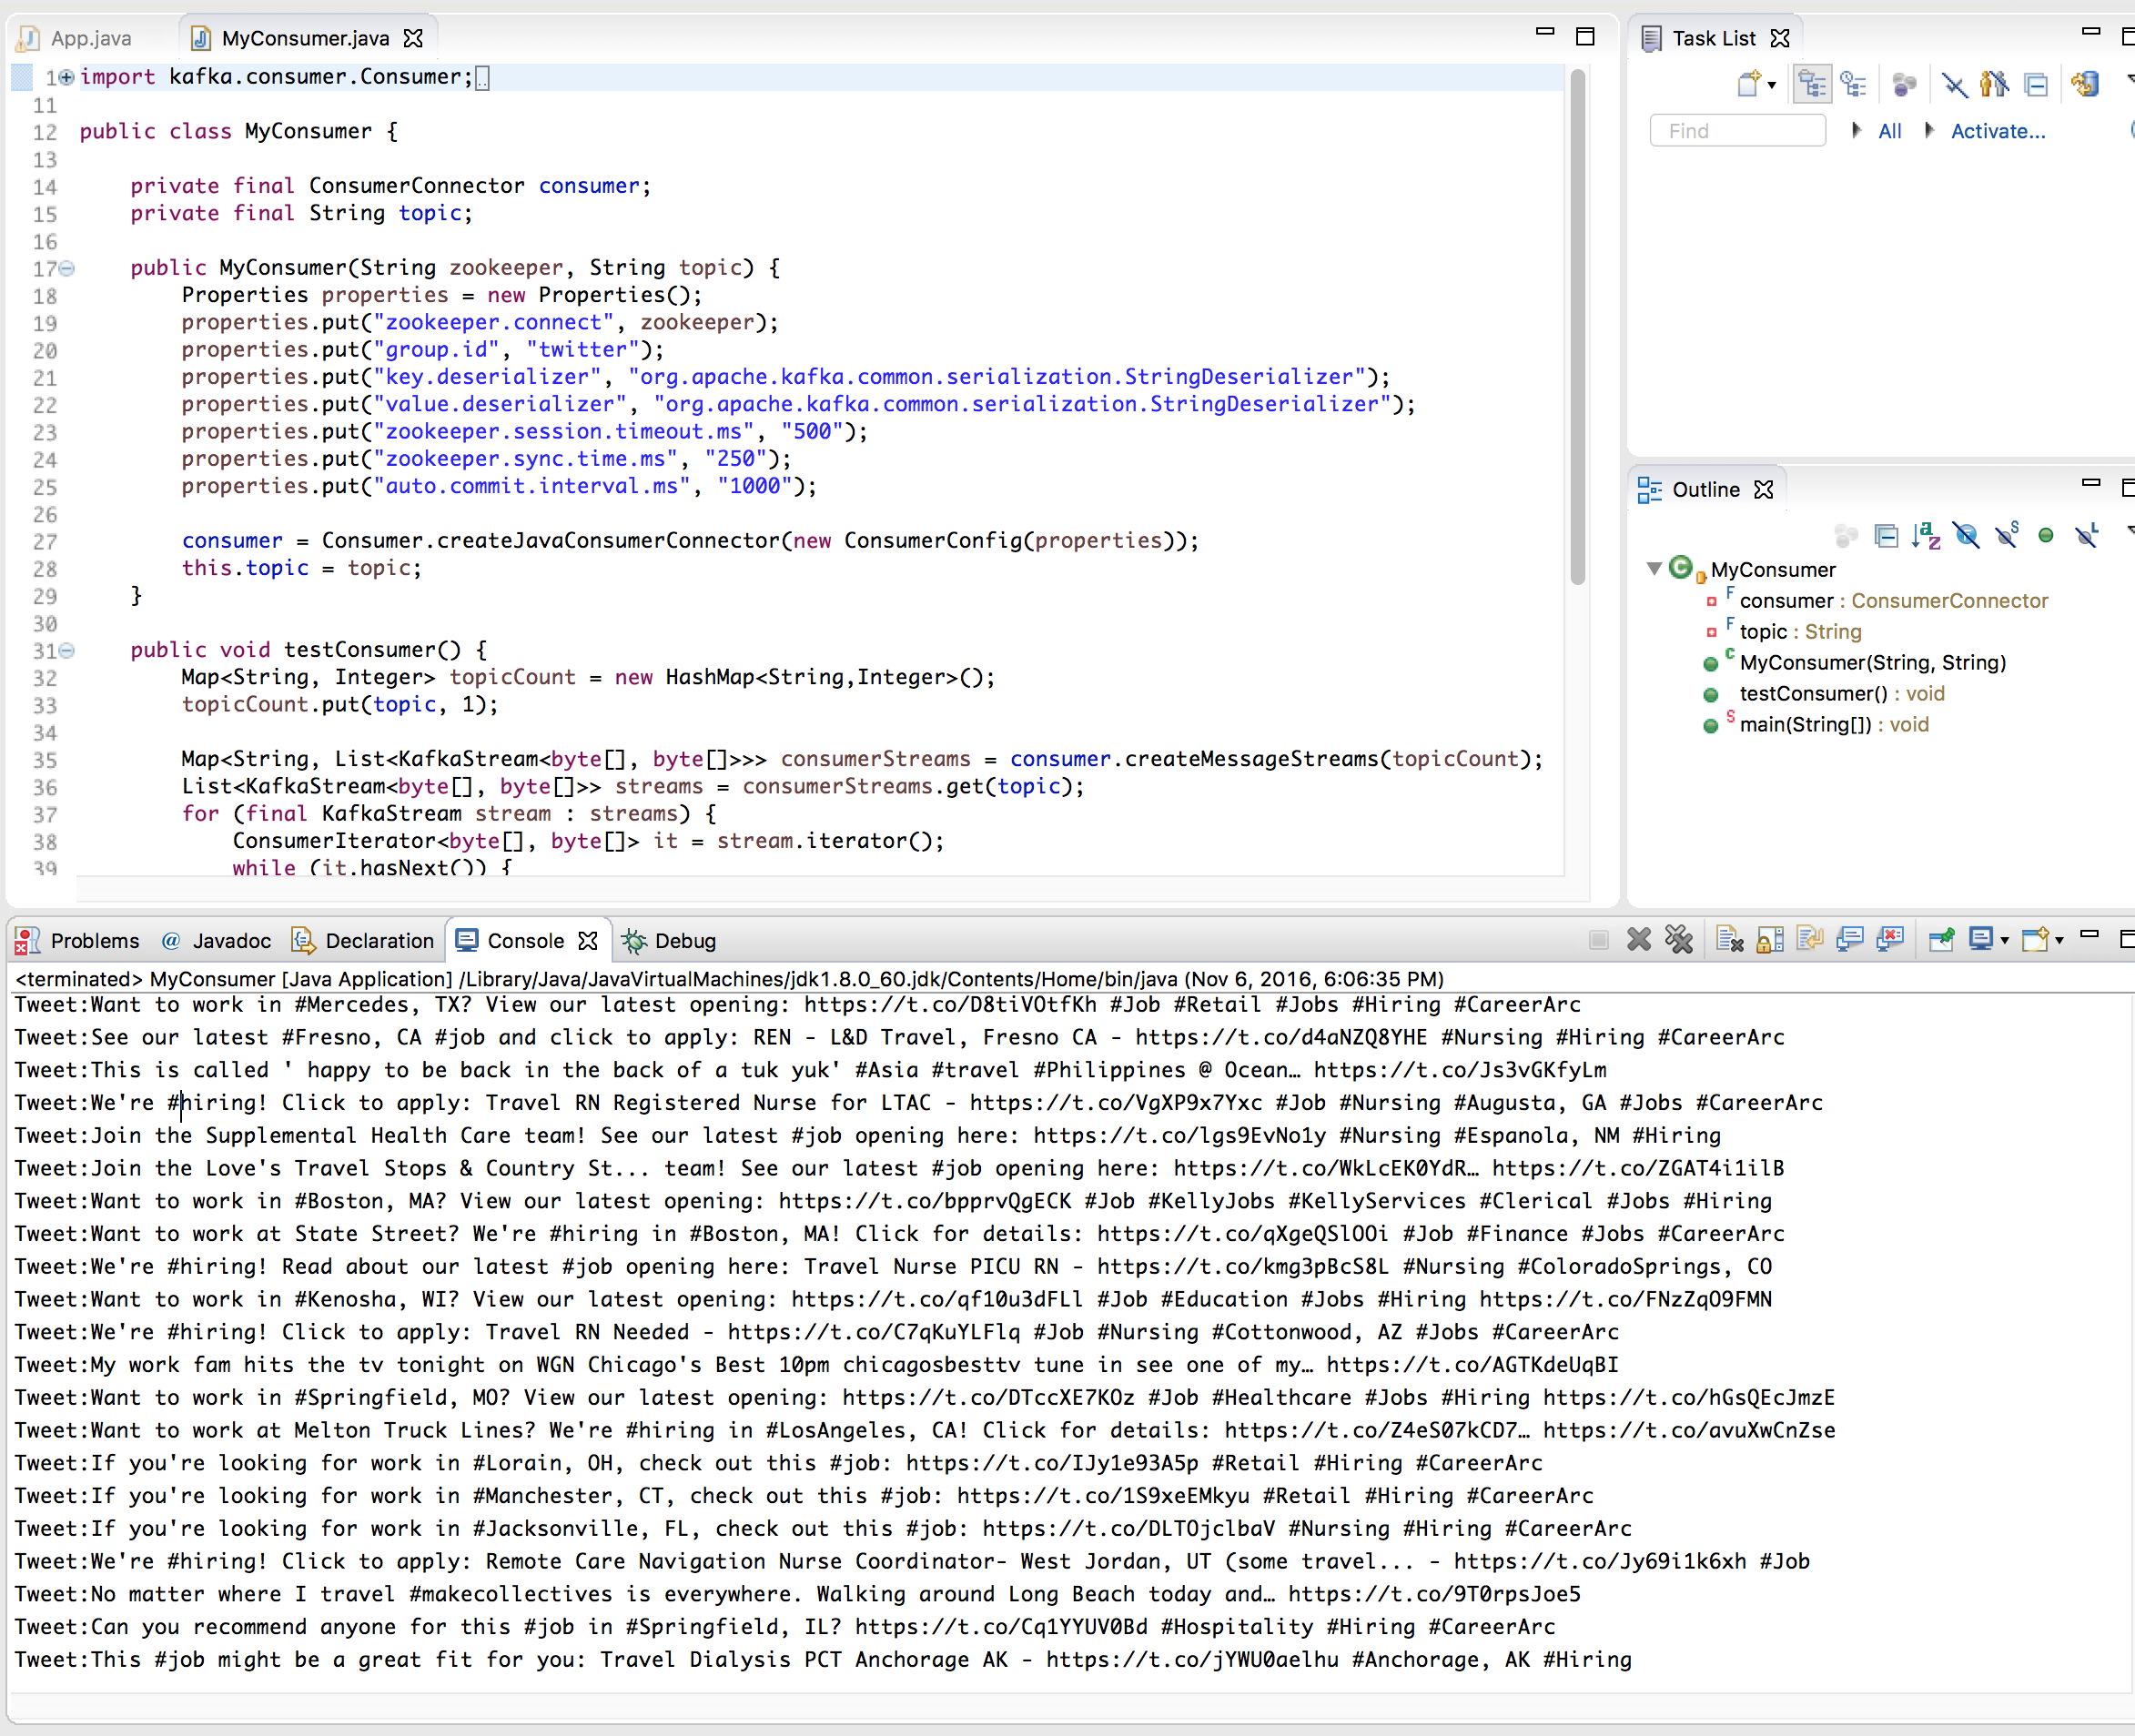 App.java
MyConsumer.java
1 import kafka.consumer.Consumer;
11
12 public class MyConsumer {
13
14     private final ConsumerConnector consumer;
15     private final String topic;
16
17     public MyConsumer(String zookeeper, String topic) {
18         Properties properties = new Properties();
19         properties.put("zookeeper.connect", zookeeper);
20         properties.put("group.id", "twitter");
21         properties.put("key.deserializer", "org.apache.kafka.common.serialization.StringDeserializer");
22         properties.put("value.deserializer", "org.apache.kafka.common.serialization.StringDeserializer");
23         properties.put("zookeeper.session.timeout.ms", "500");
24         properties.put("zookeeper.sync.time.ms", "250");
25         properties.put("auto.commit.interval.ms", "1000");
26
27         consumer = Consumer.createJavaConsumerConnector(new ConsumerConfig(properties));
28         this.topic = topic;
29     }
30
31     public void testConsumer() {
32         Map<String, Integer> topicCount = new HashMap<String,Integer>();
33         topicCount.put(topic, 1);
34
35         Map<String, List<KafkaStream<byte[], byte[]>>> consumerStreams = consumer.createMessageStreams(topicCount);
36         List<KafkaStream<byte[], byte[]>> streams = consumerStreams.get(topic);
37         for (final KafkaStream stream : streams) {
38             ConsumerIterator<byte[], byte[]> it = stream.iterator();
39             while (it.hasNext()) {
Task List
Find
All
Activate...
Outline
MyConsumer
consumer : ConsumerConnector
topic : String
MyConsumer(String, String)
testConsumer() : void
main(String[]) : void
Problems
Javadoc
Declaration
Console
Debug
<terminated> MyConsumer [Java Application] /Library/Java/JavaVirtualMachines/jdk1.8.0_60.jdk/Contents/Home/bin/java (Nov 6, 2016, 6:06:35 PM)
Tweet:Want to work in #Mercedes, TX? View our latest opening: https://t.co/D8tiVOtfKh #Job #Retail #Jobs #Hiring #CareerArc
Tweet:See our latest #Fresno, CA #job and click to apply: REN - L&D Travel, Fresno CA - https://t.co/d4aNZQ8YHE #Nursing #Hiring #CareerArc
Tweet:This is called ' happy to be back in the back of a tuk yuk' #Asia #travel #Philippines @ Ocean… https://t.co/Js3vGKfyLm
Tweet:We're #hiring! Click to apply: Travel RN Registered Nurse for LTAC - https://t.co/VgXP9x7Yxc #Job #Nursing #Augusta, GA #Jobs #CareerArc
Tweet:Join the Supplemental Health Care team! See our latest #job opening here: https://t.co/lgs9EvNo1y #Nursing #Espanola, NM #Hiring
Tweet:Join the Love's Travel Stops & Country St... team! See our latest #job opening here: https://t.co/WkLcEK0YdR… https://t.co/ZGAT4i1ilB
Tweet:Want to work in #Boston, MA? View our latest opening: https://t.co/bpprvQgECK #Job #KellyJobs #KellyServices #Clerical #Jobs #Hiring
Tweet:Want to work at State Street? We're #hiring in #Boston, MA! Click for details: https://t.co/qXgeQSlOOi #Job #Finance #Jobs #CareerArc
Tweet:We're #hiring! Read about our latest #job opening here: Travel Nurse PICU RN - https://t.co/kmg3pBcS8L #Nursing #ColoradoSprings, CO
Tweet:Want to work in #Kenosha, WI? View our latest opening: https://t.co/qf10u3dFLl #Job #Education #Jobs #Hiring https://t.co/FNzZqO9FMN
Tweet:We're #hiring! Click to apply: Travel RN Needed - https://t.co/C7qKuYLFlq #Job #Nursing #Cottonwood, AZ #Jobs #CareerArc
Tweet:My work fam hits the tv tonight on WGN Chicago's Best 10pm chicagosbesttv tune in see one of my… https://t.co/AGTKdeUqBI
Tweet:Want to work in #Springfield, MO? View our latest opening: https://t.co/DTccXE7KOz #Job #Healthcare #Jobs #Hiring https://t.co/hGsQEcJmzE
Tweet:Want to work at Melton Truck Lines? We're #hiring in #LosAngeles, CA! Click for details: https://t.co/Z4eS07kCD7… https://t.co/avuXwCnZse
Tweet:If you're looking for work in #Lorain, OH, check out this #job: https://t.co/IJy1e93A5p #Retail #Hiring #CareerArc
Tweet:If you're looking for work in #Manchester, CT, check out this #job: https://t.co/1S9xeEMkyu #Retail #Hiring #CareerArc
Tweet:If you're looking for work in #Jacksonville, FL, check out this #job: https://t.co/DLTOjclbaV #Nursing #Hiring #CareerArc
Tweet:We're #hiring! Click to apply: Remote Care Navigation Nurse Coordinator- West Jordan, UT (some travel... - https://t.co/Jy69i1k6xh #Job
Tweet:No matter where I travel #makecollectives is everywhere. Walking around Long Beach today and… https://t.co/9T0rpsJoe5
Tweet:Can you recommend anyone for this #job in #Springfield, IL? https://t.co/Cq1YYUV0Bd #Hospitality #Hiring #CareerArc
Tweet:This #job might be a great fit for you: Travel Dialysis PCT Anchorage AK - https://t.co/jYWU0aelhu #Anchorage, AK #Hiring